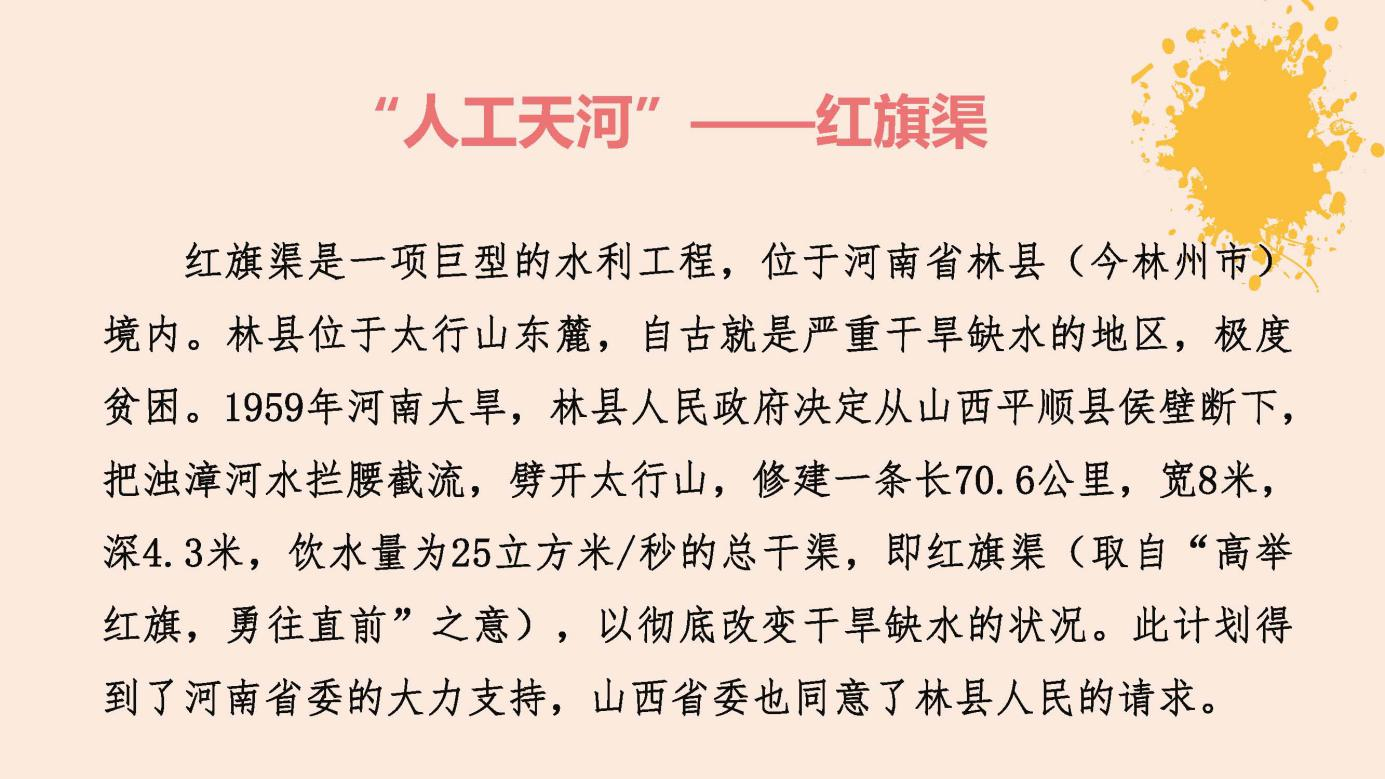 “人工天河”——红旗渠
红旗渠是一项巨型的水利工程，位于河南省林县（今林州市）
境内。林县位于太行山东麓，自古就是严重干旱缺水的地区，极度
贫困。1959年河南大旱，林县人民政府决定从山西平顺县侯壁断下，
把浊漳河水拦腰截流，劈开太行山，修建一条长70.6公里，宽8米，
深4.3米，饮水量为25立方米/秒的总干渠，即红旗渠（取自“高举
红旗，勇往直前”之意），以彻底改变干旱缺水的状况。此计划得
到了河南省委的大力支持，山西省委也同意了林县人民的请求。